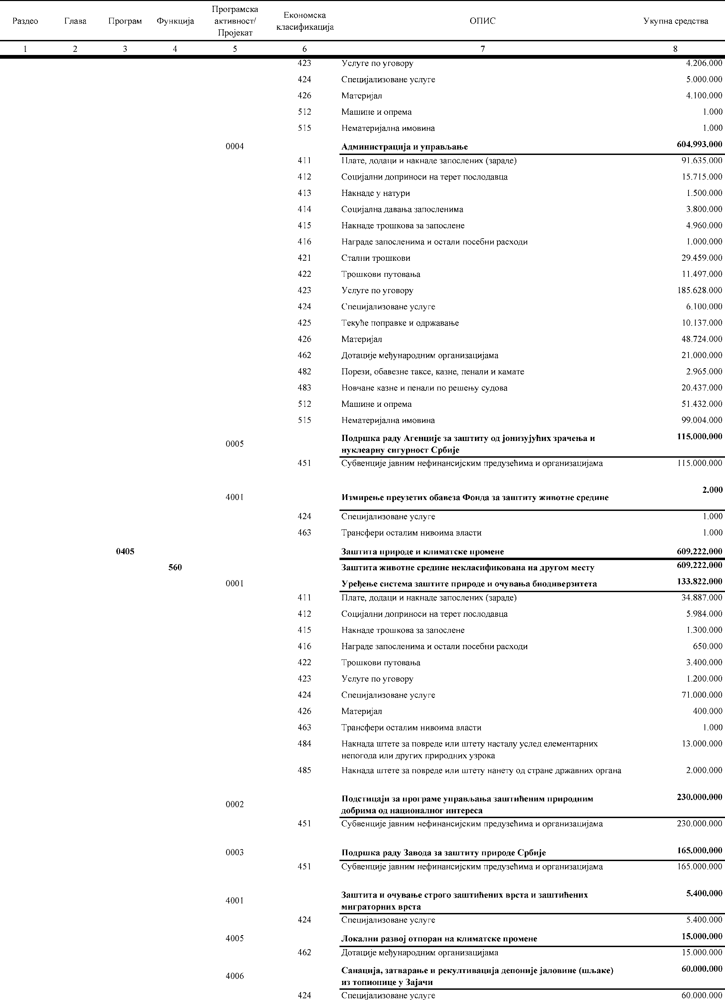 Раздео Глава Програм Функција Програмска активност/ Пројекат Економска класификација ОПИС Укупна средства
1 2 3 4 5 6 7 8
423 Услуге по уговору 4.206.000
424 Специјализоване услуге 5.000.000
426 Материјал 4.100.000
512 Машине и опрема 1.000
515 Нематеријална имовина 1.000
0004 Администрација и управљање 604.993.000
411 Плате, додаци и накнаде запослених (зараде) 91.635.000
412 Социјални доприноси на терет послодавца 15.715.000
413 Накнаде у натури 1.500.000
414 Социјална давања запосленима 3.800.000
415 Накнаде трошкова за запослене 4.960.000
416 Награде запосленима и остали посебни расходи 1.000.000
421 Стални трошкови 29.459.000
422 Трошкови путовања 11.497.000
423 Услуге по уговору 185.628.000
424 Специјализоване услуге 6.100.000
425 Текуће поправке и одржавање 10.137.000
426 Материјал 48.724.000
462 Дотације међународним организацијама 21.000.000
482 Порези, обавезне таксе, казне, пенали и камате 2.965.000
483 Новчане казне и пенали по решењу судова 20.437.000
512 Машине и опрема 51.432.000
515 Нематеријална имовина 99.004.000
0005 Подршка раду Агенције за заштиту од јонизујућих зрачења и 115.000.000
нуклеарну сигурност Србије
451 Субвенције јавним нефинансијским предузећима и организацијама 115.000.000
4001 Измирење преузетих обавеза Фонда за заштиту животне средине 2.000
424 Специјализоване услуге 1.000
463 Трансфери осталим нивоима власти 1.000
0405 Заштита природе и климатске промене 609.222.000
560 Заштита животне средине некласификована на другом месту 609.222.000
0001 Уређење система заштите природе и очувања биодиверзитета 133.822.000
411 Плате, додаци и накнаде запослених (зараде) 34.887.000
412 Социјални доприноси на терет послодавца 5.984.000
415 Накнаде трошкова за запослене 1.300.000
416 Награде запосленима и остали посебни расходи 650.000
422 Трошкови путовања 3.400.000
423 Услуге по уговору 1.200.000
424 Специјализоване услуге 71.000.000
426 Материјал 400.000
463 Трансфери осталим нивоима власти 1.000
484 Накнада штете за повреде или штету насталу услед елементарних 13.000.000
непогода или других природних узрока
485 Накнада штете за повреде или штету нанету од стране државних органа 2.000.000
0002 Подстицаји за програме управљања заштићеним природним 230.000.000
добрима од националног интереса
451 Субвенције јавним нефинансијским предузећима и организацијама 230.000.000
0003 Подршка раду Завода за заштиту природе Србије 165.000.000
451 Субвенције јавним нефинансијским предузећима и организацијама 165.000.000
4001 Заштита и очување строго заштићених врста и заштићених 5.400.000
миграторних врста
424 Специјализоване услуге 5.400.000
4005 Локални развој отпоран на климатске промене 15.000.000
462 Дотације међународним организацијама 15.000.000
4006 Санација, затварање и рекултивација депоније јаловине (шљаке) 60.000.000
из топионице у Зајачи
424 Специјализоване услуге 60.000.000